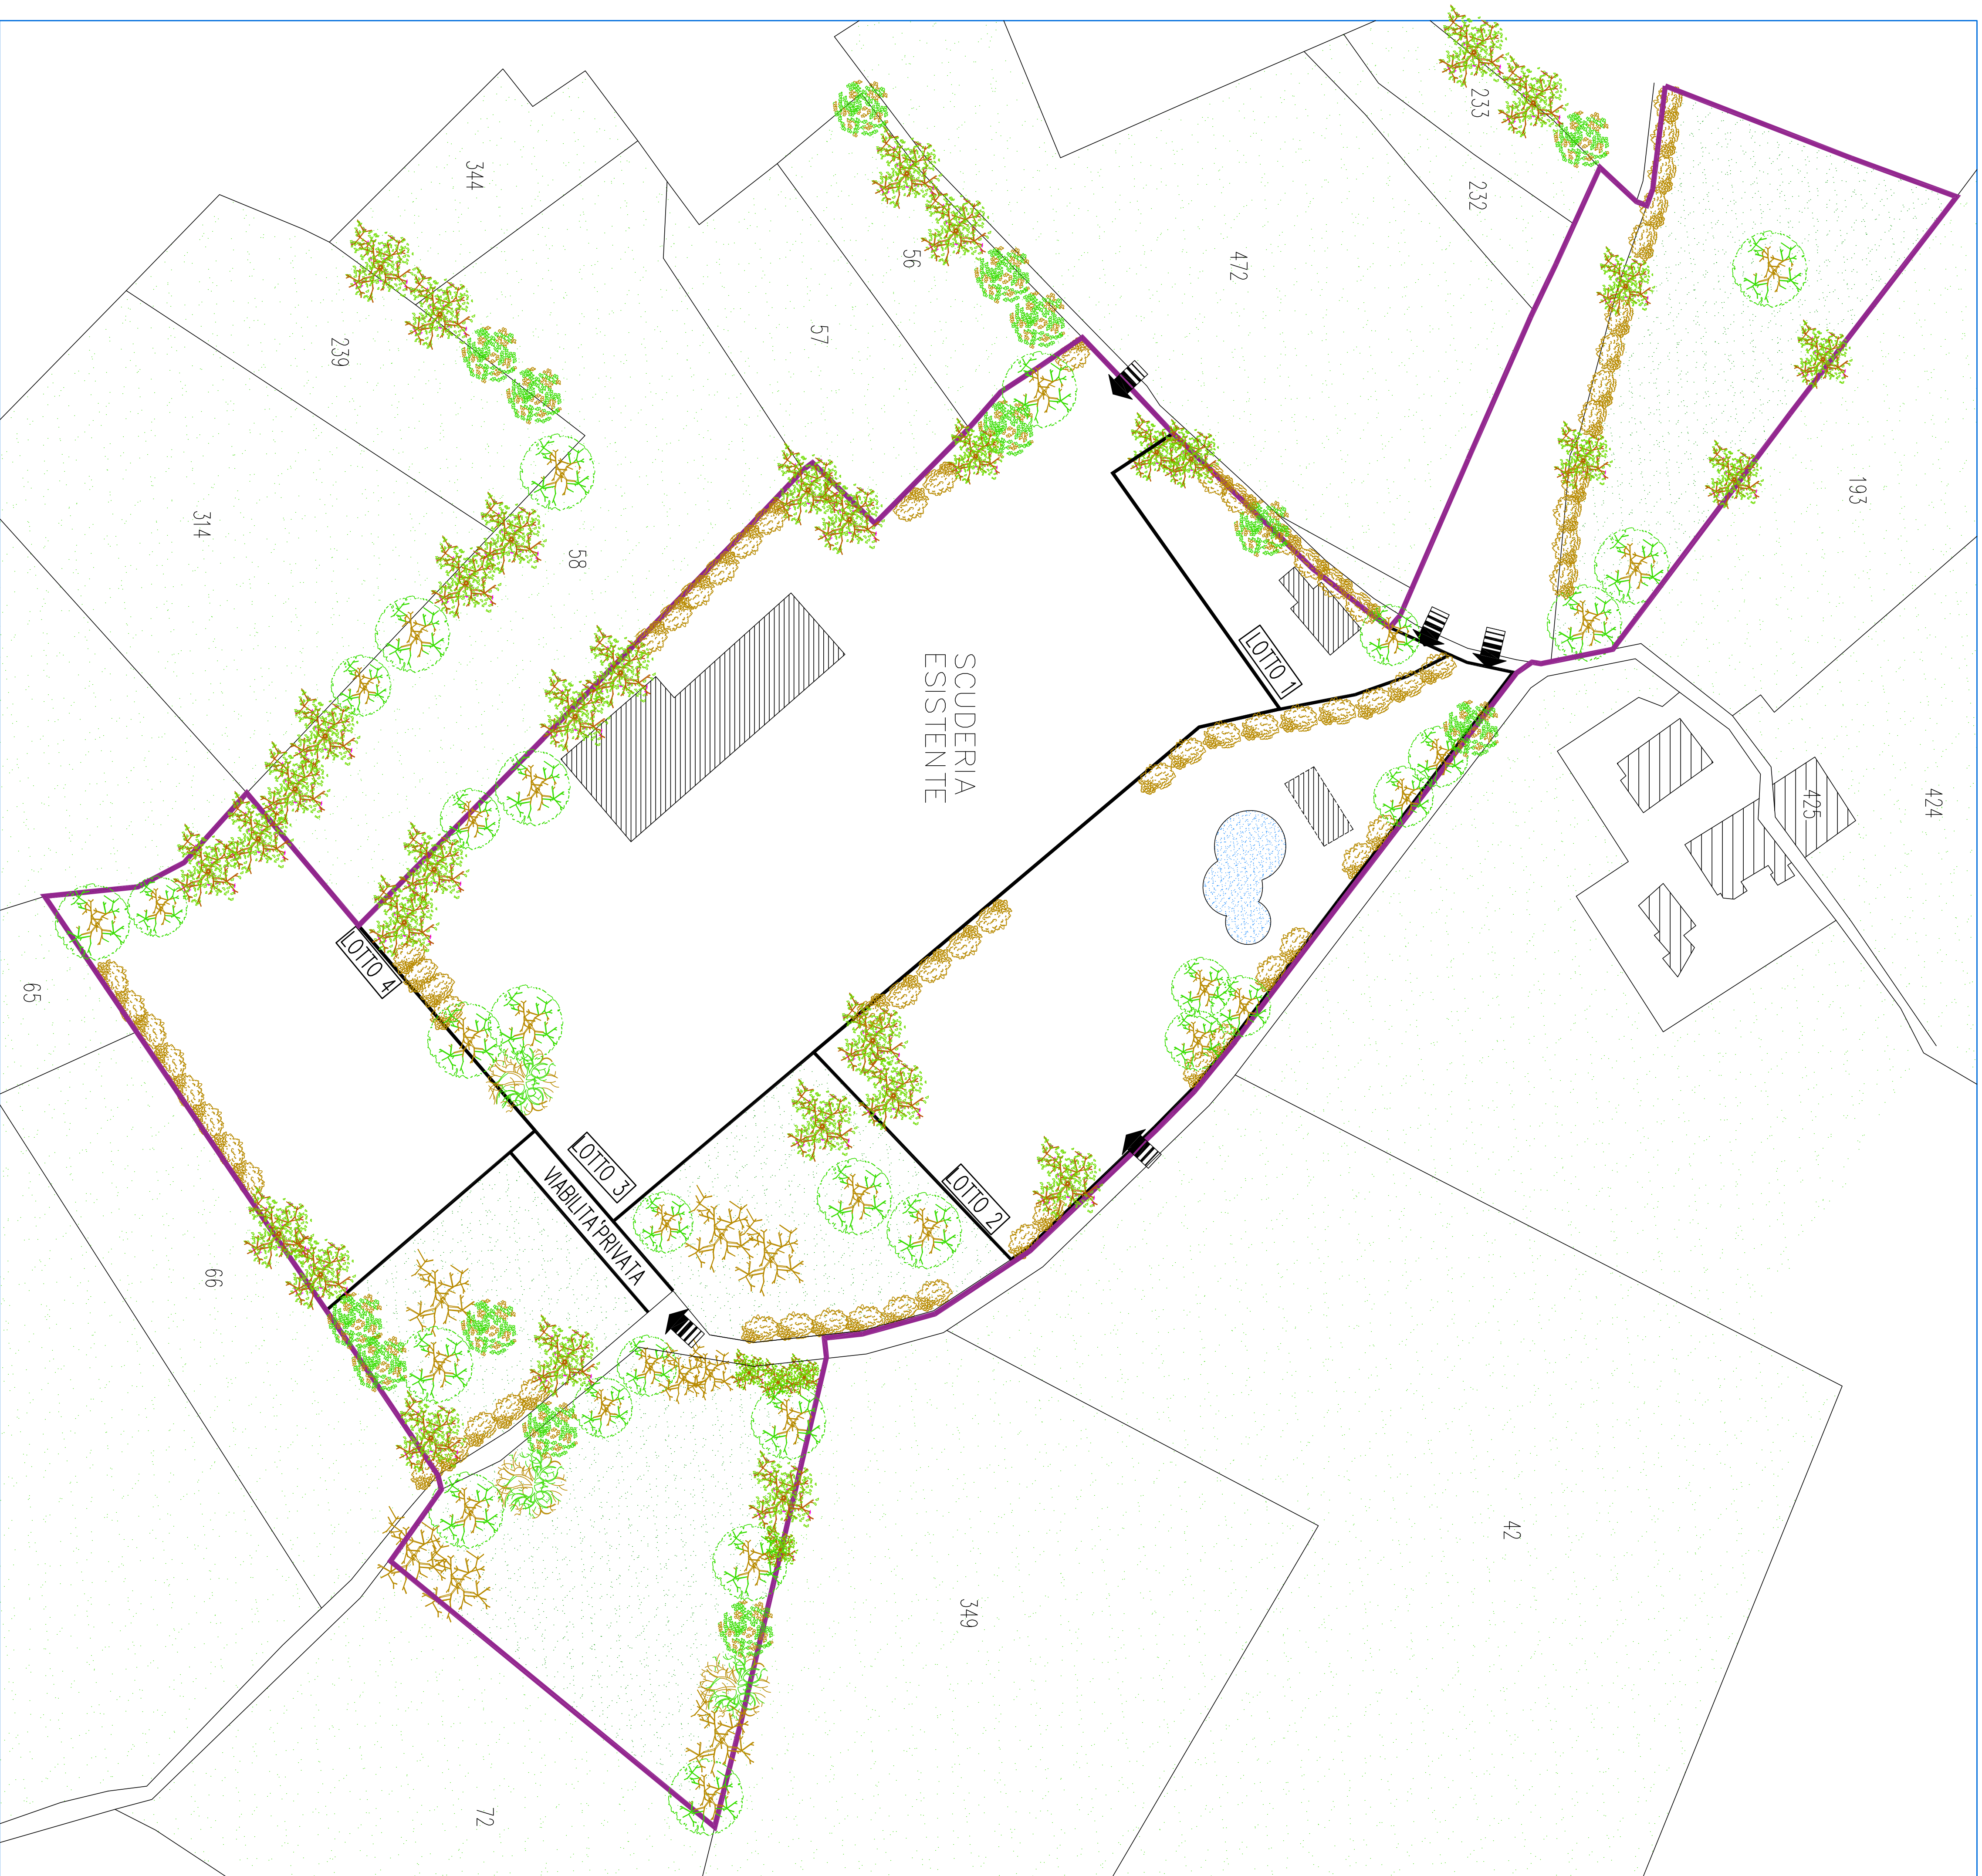 233
344
232
56
472
57
239
193
314
58
SCUDERIA
ESISTENTE
LOTTO 1
425
424
LOTTO 4
65
LOTTO 3
LOTTO 2
VIABILITA'PRIVATA
66
42
349
72